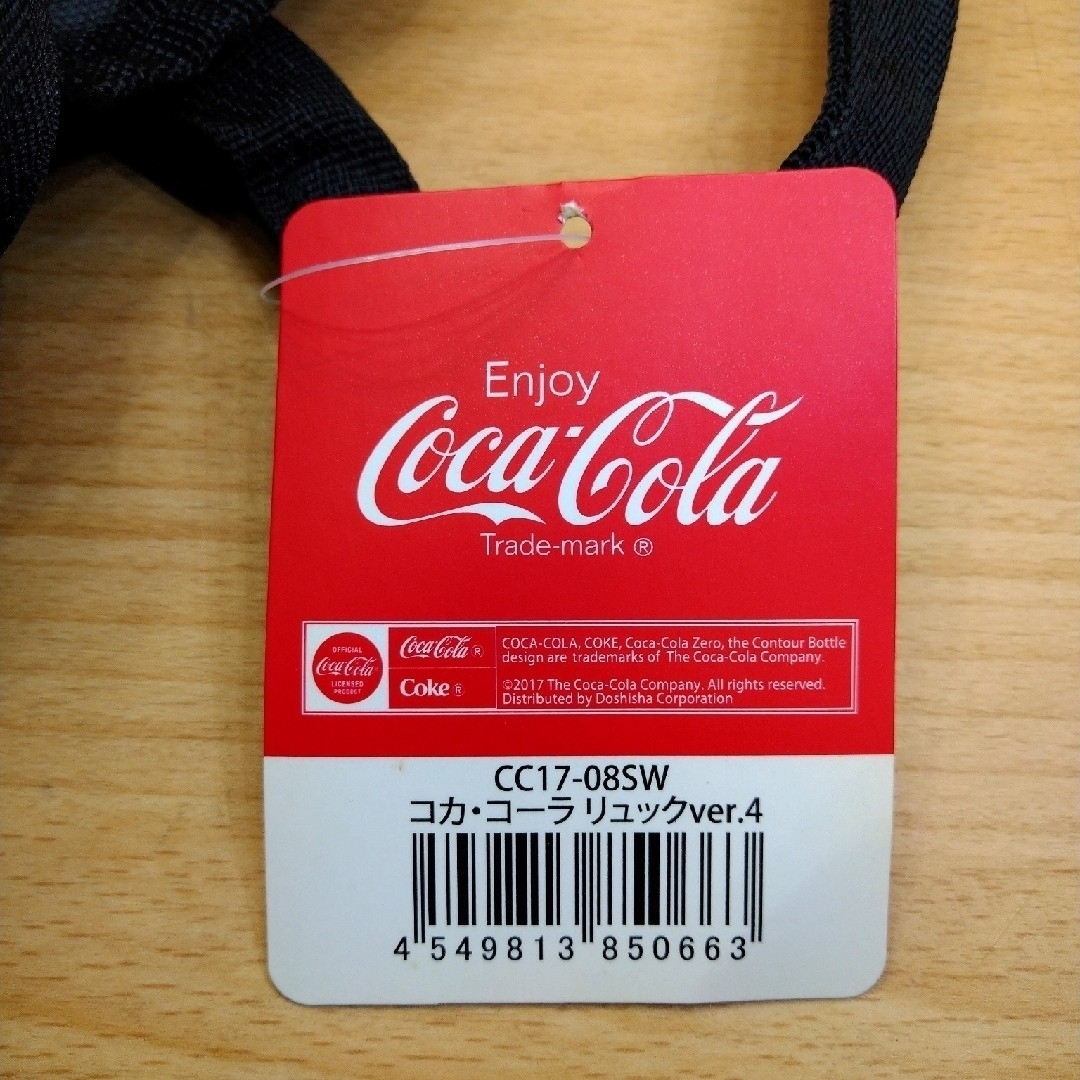 Enjoy
Coca-Cola
Trade-mark ®
OFFICIAL
Coca-Cola
LICENSED
PRODUCT
Coca-Cola ®
Coke ®
COCA-COLA, COKE, Coca-Cola Zero, the Contour Bottle
design are trademarks of The Coca-Cola Company.
©2017 The Coca-Cola Company. All rights reserved.
Distributed by Doshisha Corporation
CC17-08SW
コカ・コーラ リュックver.4
4 549813 850663